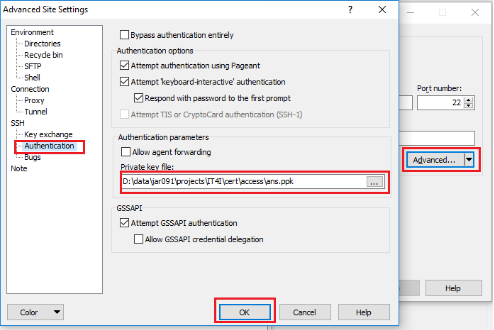 Advanced Site Settings
Environment
Directories
Recycle bin
SFTP
Shell
Connection
Proxy
Tunnel
SSH
Key exchange
Authentication
Bugs
Note
Bypass authentication entirely
Authentication options
Attempt authentication using Pageant
Attempt 'keyboard-interactive' authentication
Respond with password to the first prompt
Attempt TIS or CryptoCard authentication (SSH-1)
Authentication parameters
Allow agent forwarding
Private key file:
D:\data\jar091\projects\IT4I\cert\access\ns.ppk
...
GSSAPI
Attempt GSSAPI authentication
Allow GSSAPI credential delegation
Color
OK
Cancel
Help
Port number:
22
Advanced...
Help